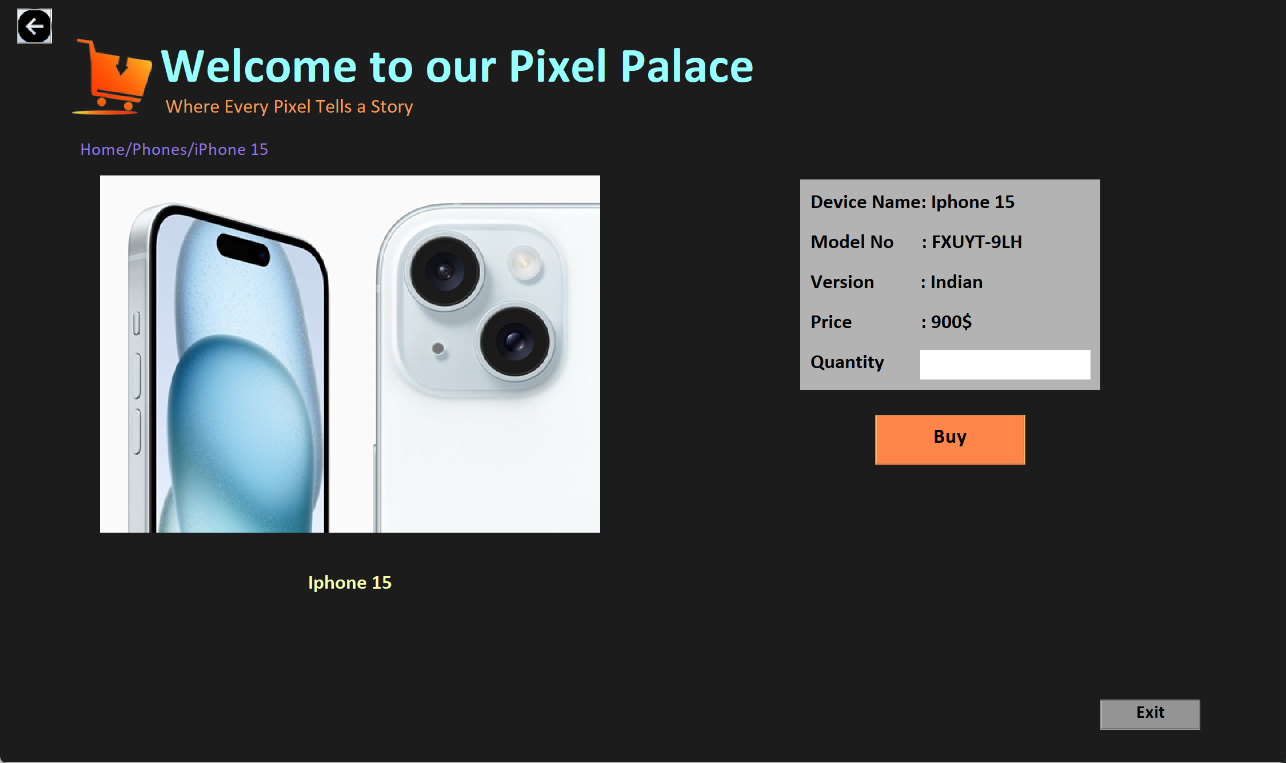 Welcome to our Pixel Palace
Where Every Pixel Tells a Story
Home/Phones/iPhone 15
Device Name: Iphone 15
Model No : FXUYT-9LH
Version : Indian
Price : 900$
Quantity
Buy
Iphone 15
Exit